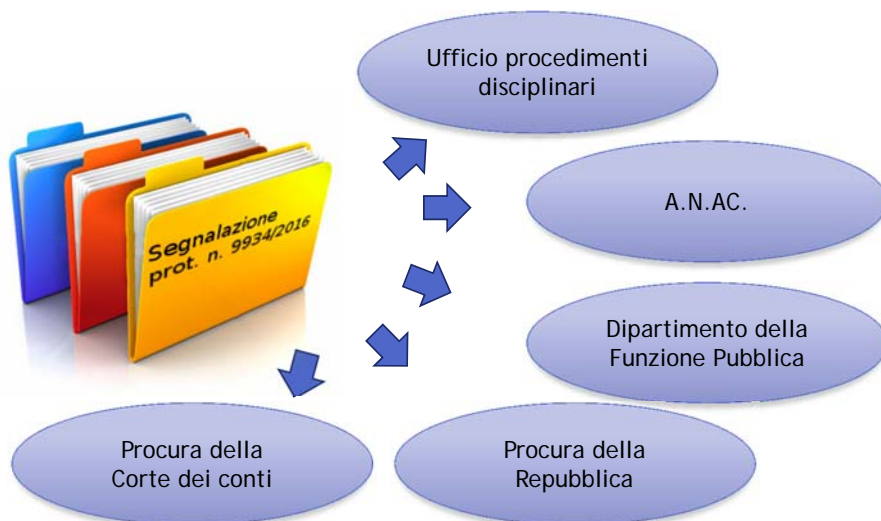 Ufficio procedimenti
disciplinari
A.N.AC.
Segnalazione
prot. n. 9934/2016
Dipartimento della
Funzione Pubblica
Procura della
Corte dei conti
Procura della
Repubblica